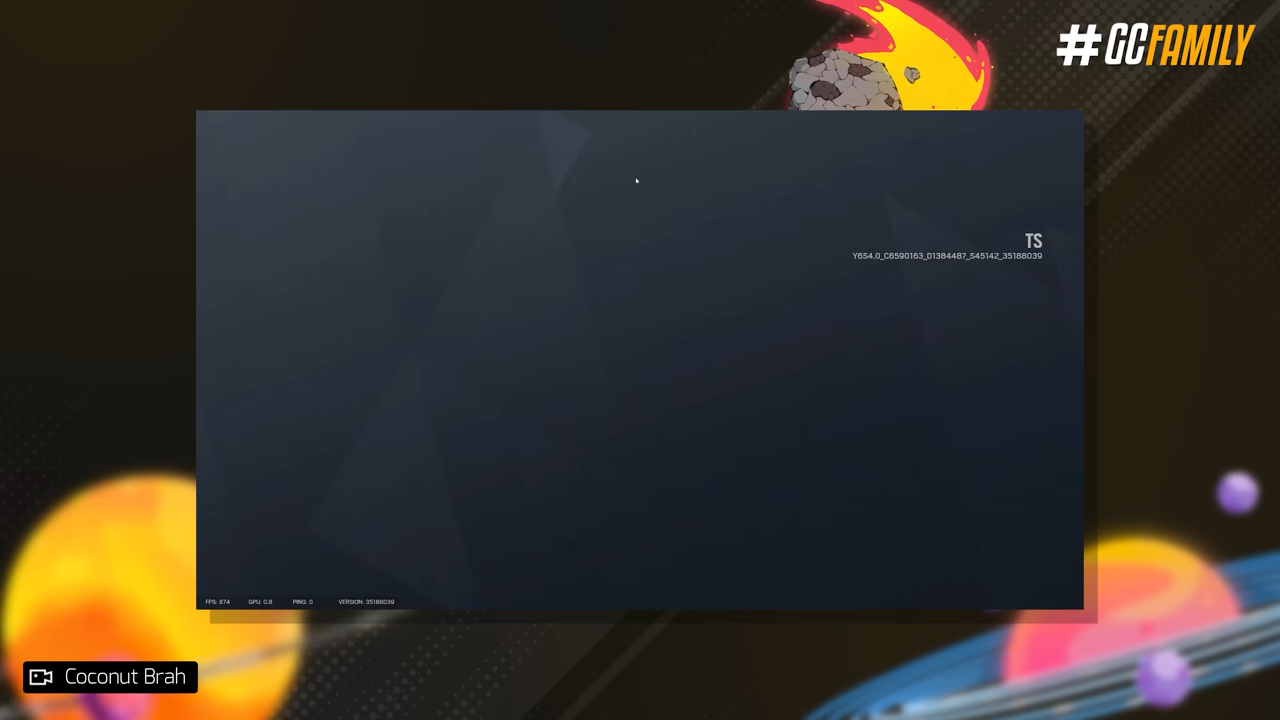 #GCFAMILY
TS
Y6S4.0_C6590163_D1384487_S45142_35188039
FPS: 874 GPU: 0.8 PING: 0 VERSION: 35188039
Coconut Brah